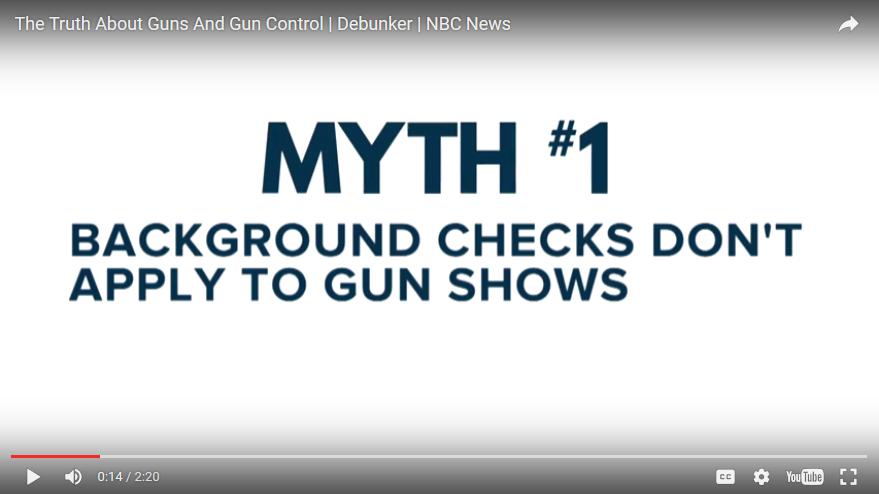 The Truth About Guns And Gun Control | Debunker | NBC News
MYTH #1
BACKGROUND CHECKS DON'T
APPLY TO GUN SHOWS
0:14 / 2:20
CC
YouTube